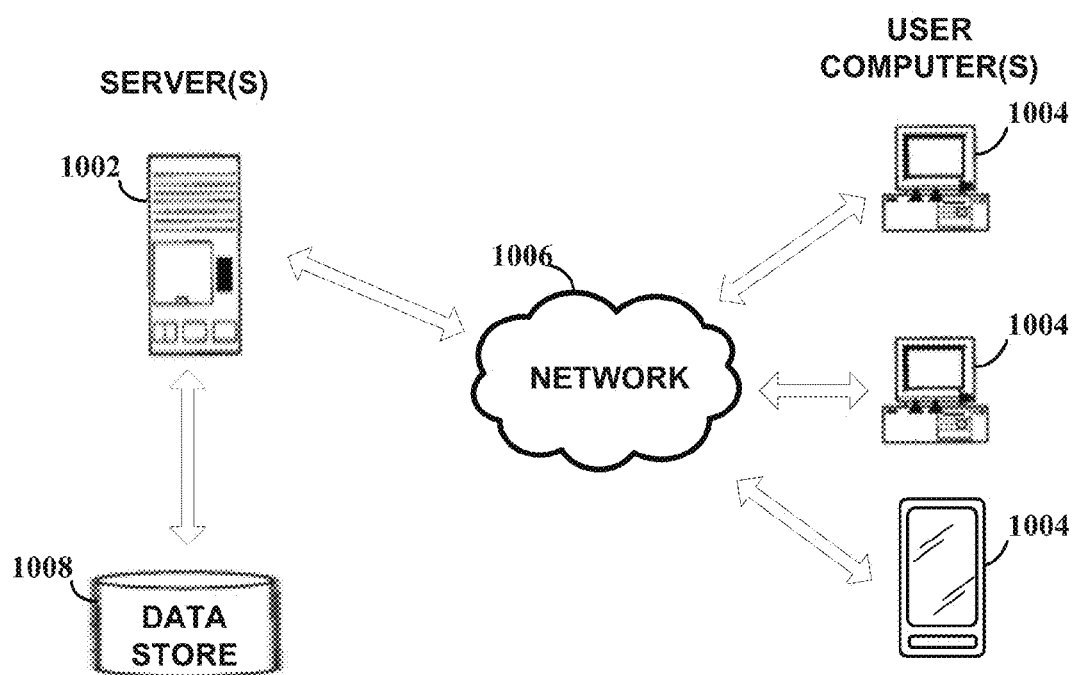 SERVER(S)
1002
USER
COMPUTER(S)
1004
1006
NETWORK
1004
1004
1008
DATA
STORE